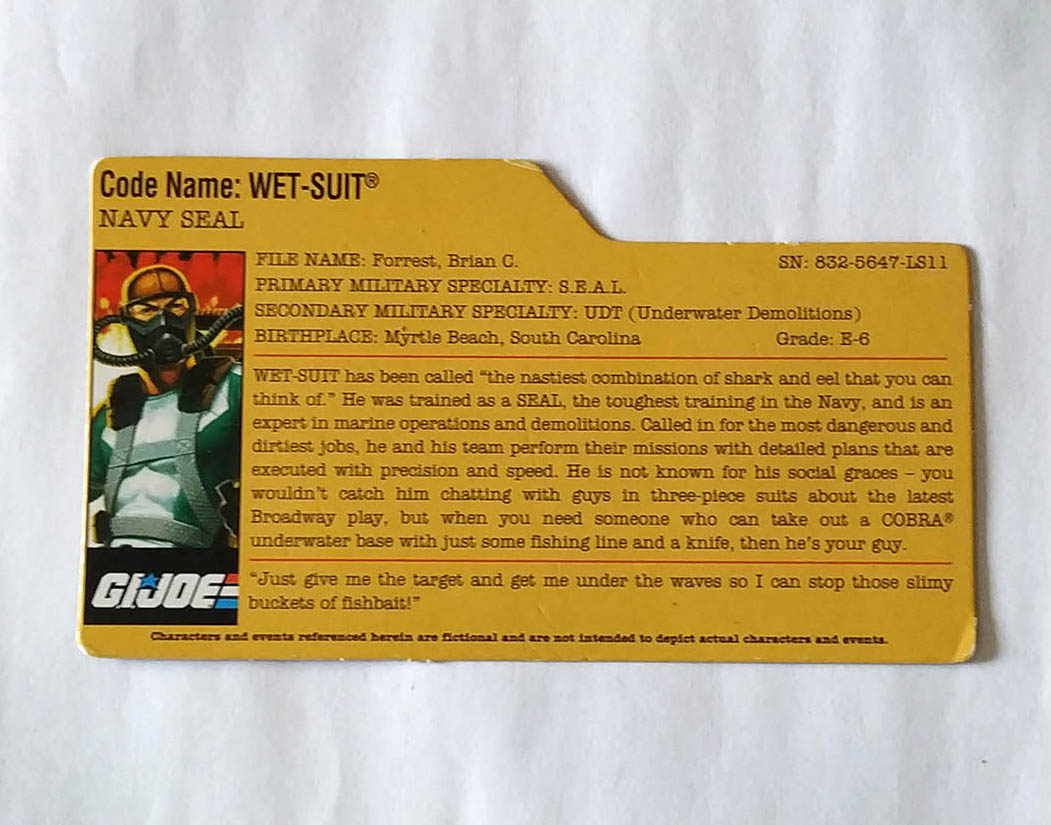 Code Name: WET-SUIT®
NAVY SEAL
FILE NAME: Forrest, Brian C. SN: 832-5647-LS11
PRIMARY MILITARY SPECIALTY: S.E.A.L.
SECONDARY MILITARY SPECIALTY: UDT (Underwater Demolitions)
BIRTHPLACE: Myrtle Beach, South Carolina Grade: E-6
WET-SUIT has been called “the nastiest combination of shark and eel that you can
think of.” He was trained as a SEAL, the toughest training in the Navy, and is an
expert in marine operations and demolitions. Called in for the most dangerous and
dirtiest jobs, he and his team perform their missions with detailed plans that are
executed with precision and speed. He is not known for his social graces – you
wouldn't catch him chatting with guys in three-piece suits about the latest
Broadway play, but when you need someone who can take out a COBRA®
underwater base with just some fishing line and a knife, then he's your guy.
GI JOE
“Just give me the target and get me under the waves so I can stop those slimy
buckets of fishbait!”
Characters and events referenced herein are fictional and are not intended to depict actual characters and events.